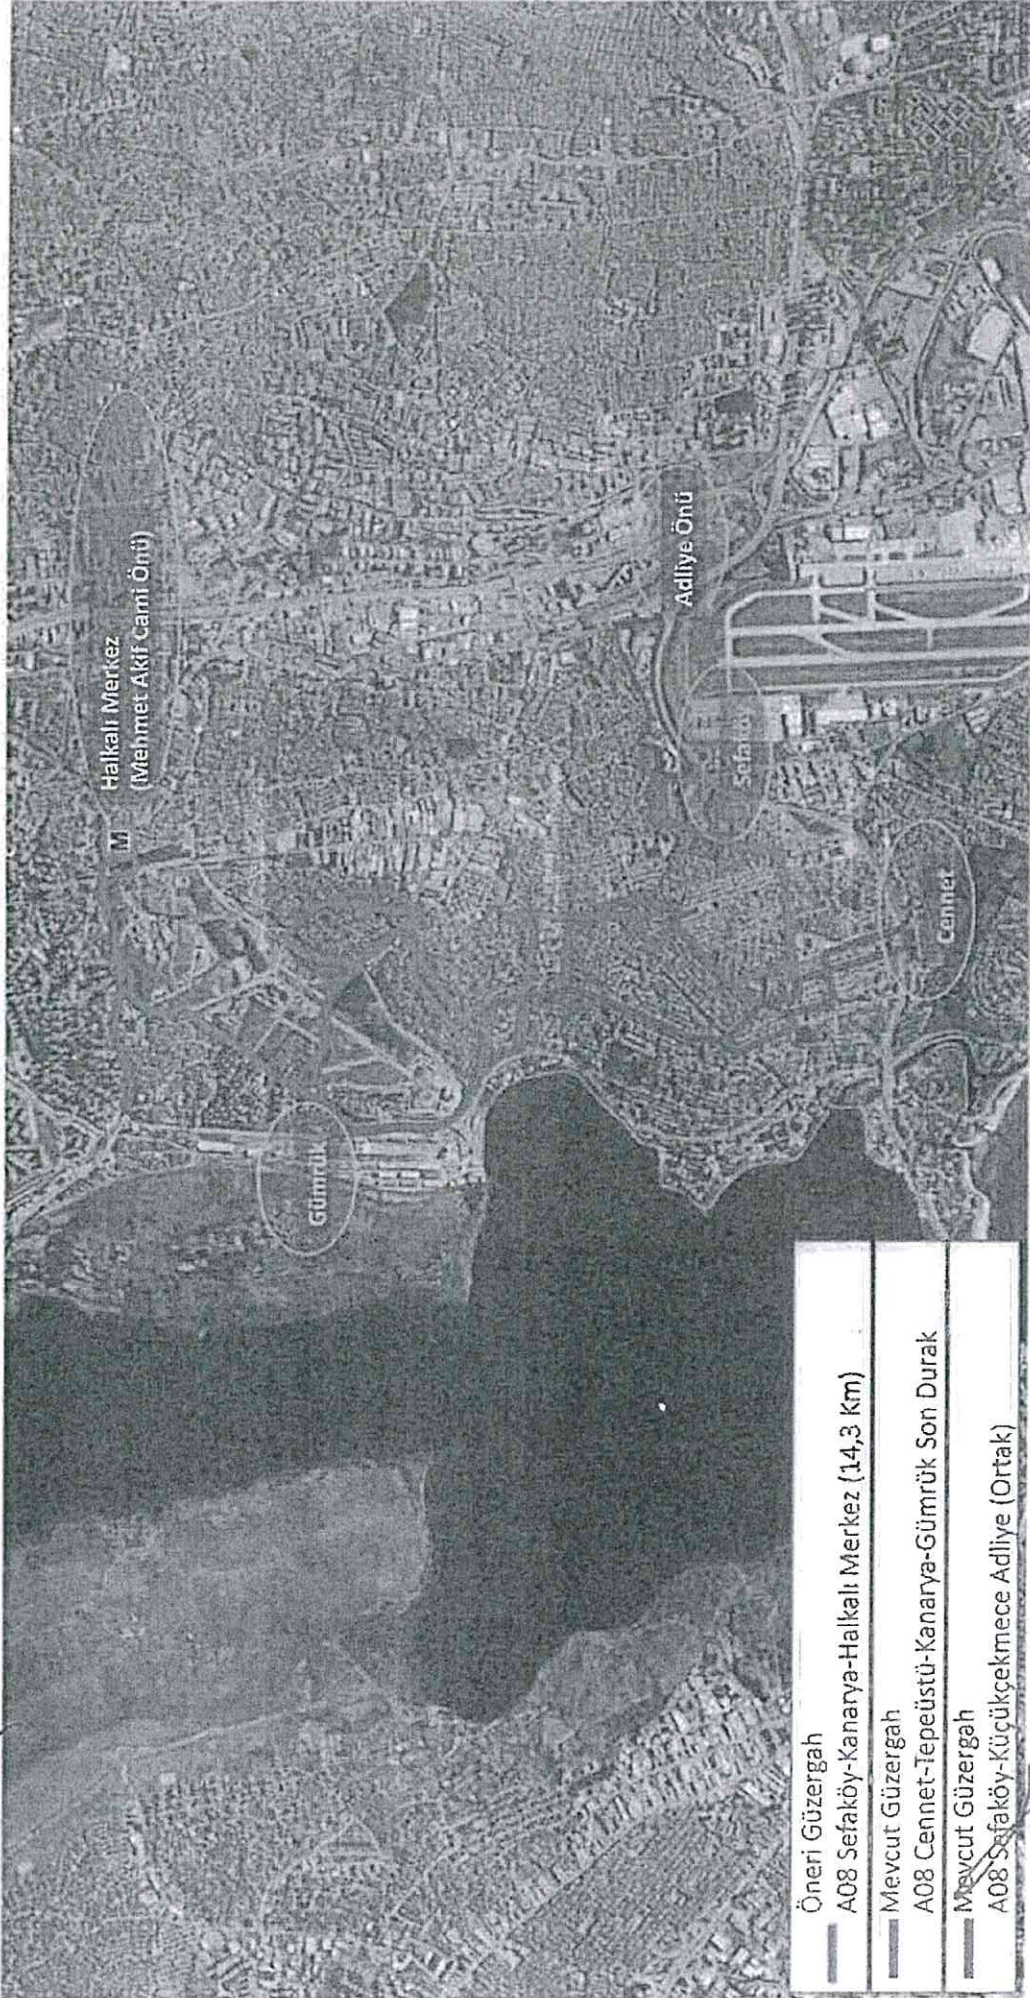 Halkalı Merkez
(Mehmet Akif Cami Önü)
M
Gümrük
Adliye Önü
Cennet
Öneri Güzergah
A08 Sefaköy-Kanarya-Halkalı Merkez (14,3 Km)
Mevcut Güzergah
A08 Cennet-Tepeüstü-Kanarya-Gümrük Son Durak
Mevcut Güzergah
A08 Sefaköy-Küçükçekmece Adliye (Ortak)